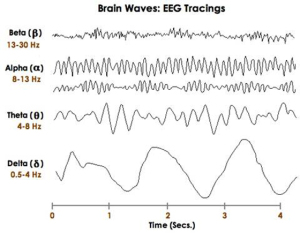 Brain Waves: EEG Tracings
Beta (β)
13-30 Hz
Alpha (α)
8-13 Hz
Theta (θ)
4-8 Hz
Delta (δ)
0.5-4 Hz
0 1 2 3 4
Time (Secs.)